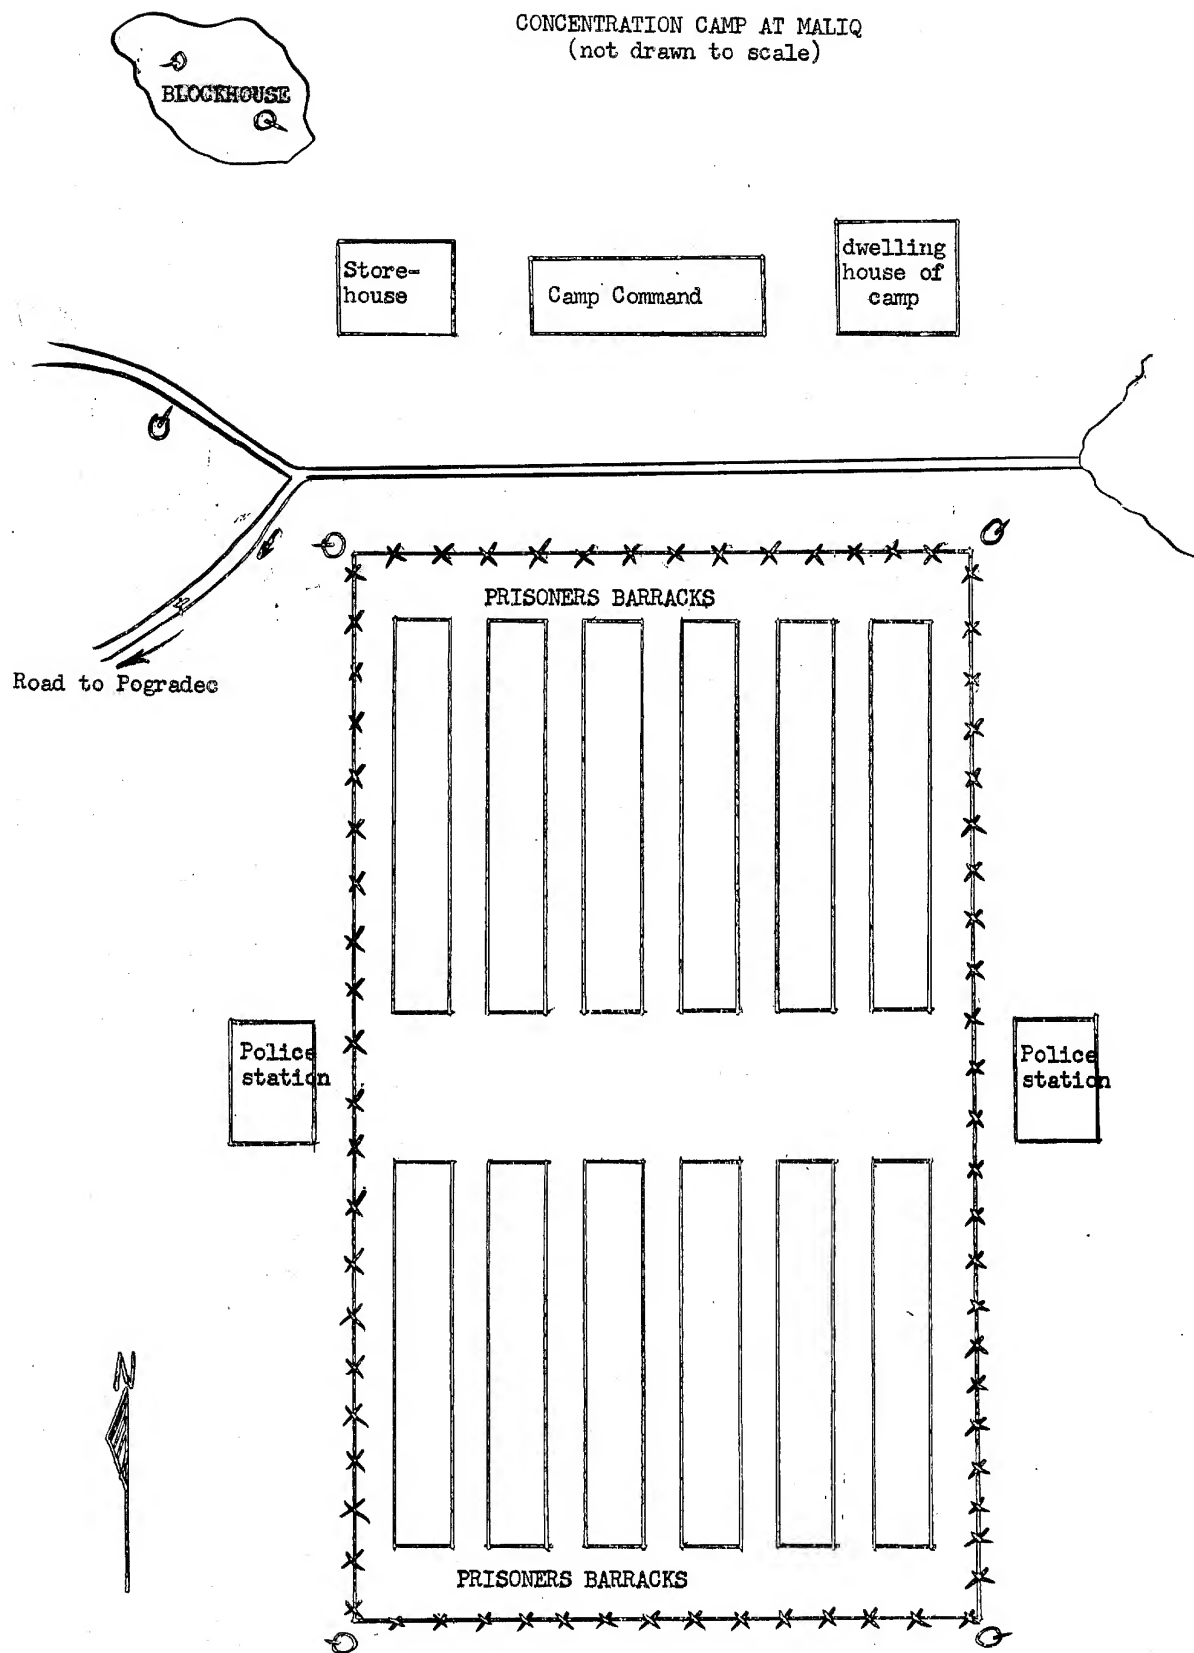 CONCENTRATION CAMP AT MALIQ
(not drawn to scale)
BLOCKHOUSE
Store-
house
Camp Command
dwelling
house of
camp
PRISONERS BARRACKS
Road to Pogradec
Police
station
Police
station
N
PRISONERS BARRACKS